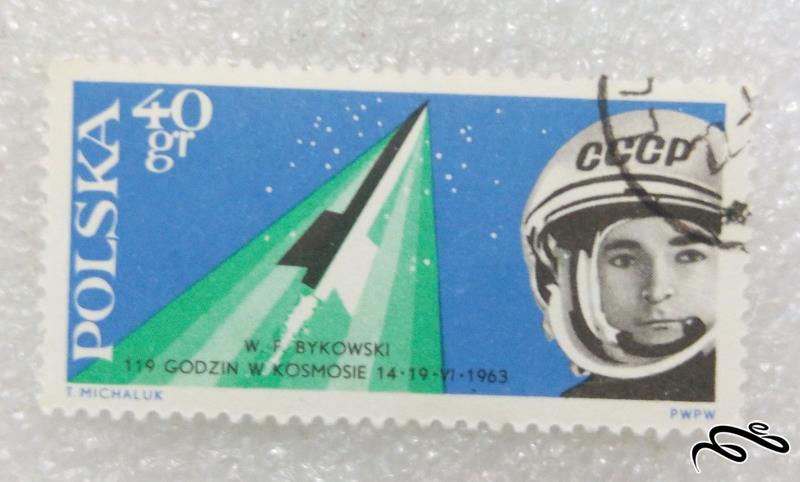 POLSKA
40
gr
CCCP
W. F. BYKOWSKI
119 GODZIN W KOSMOSIE 14·19·VI·1963
T. MICHALUK
PWPW